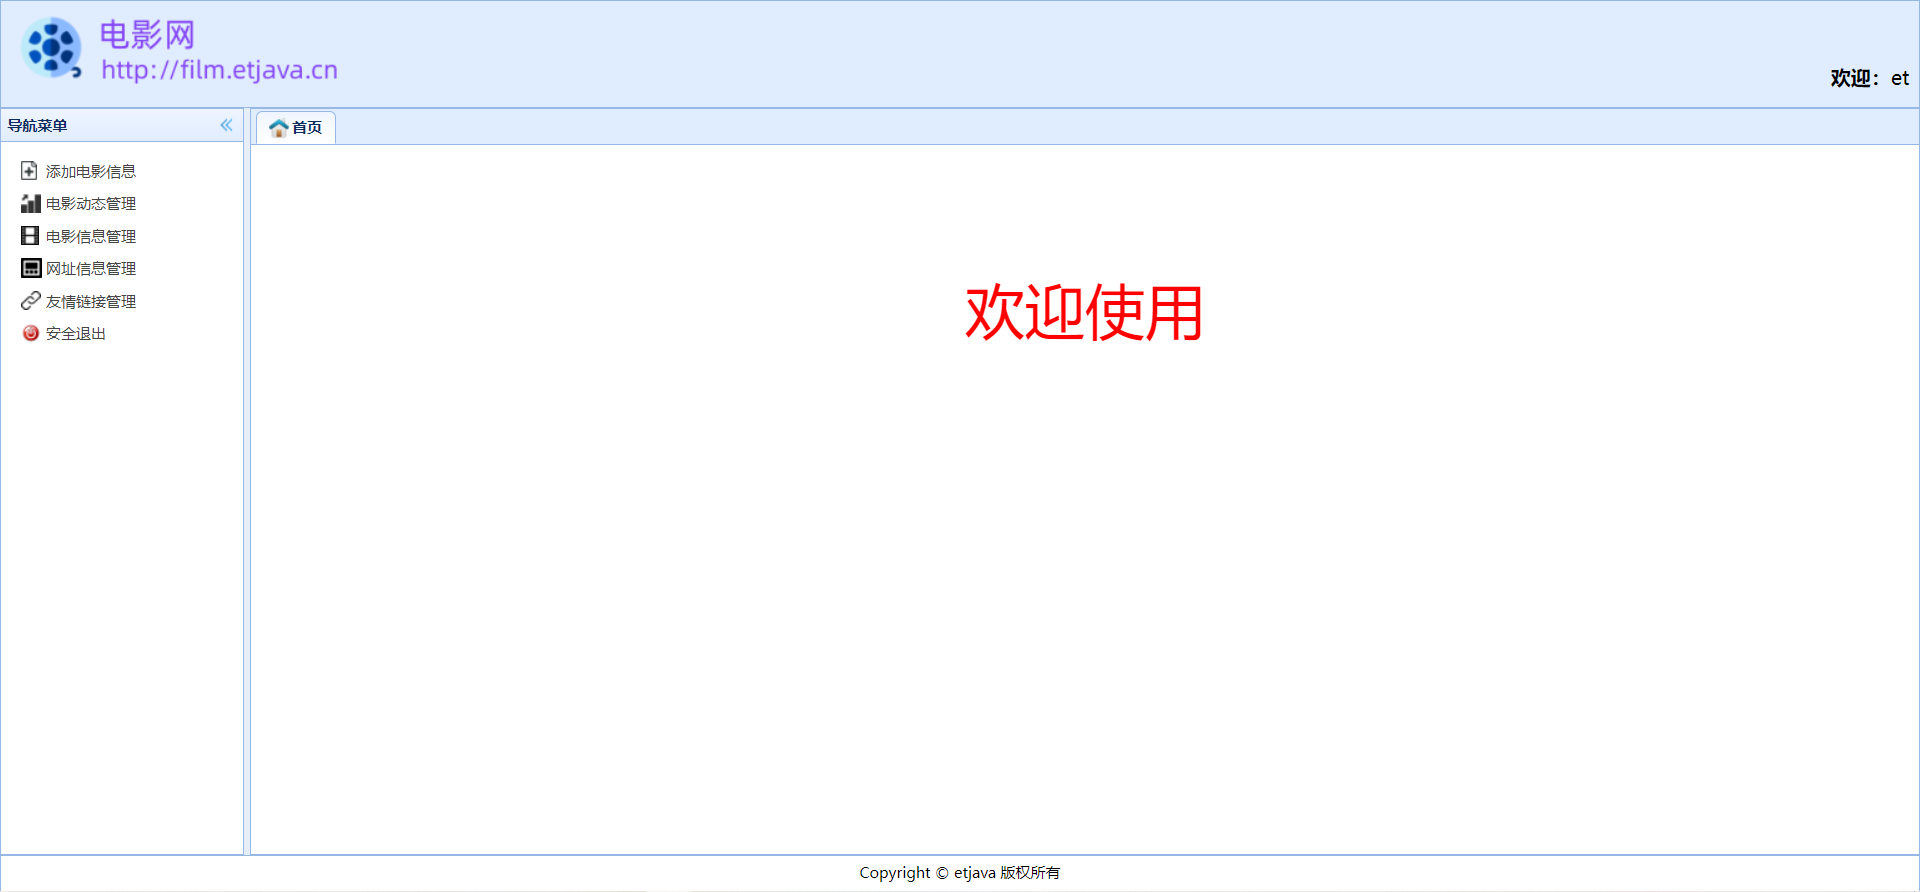 电影网
http://film.etjava.cn
欢迎：et
导航菜单
首页
添加电影信息
电影动态管理
电影信息管理
网址信息管理
友情链接管理
安全退出
欢迎使用
Copyright © etjava 版权所有